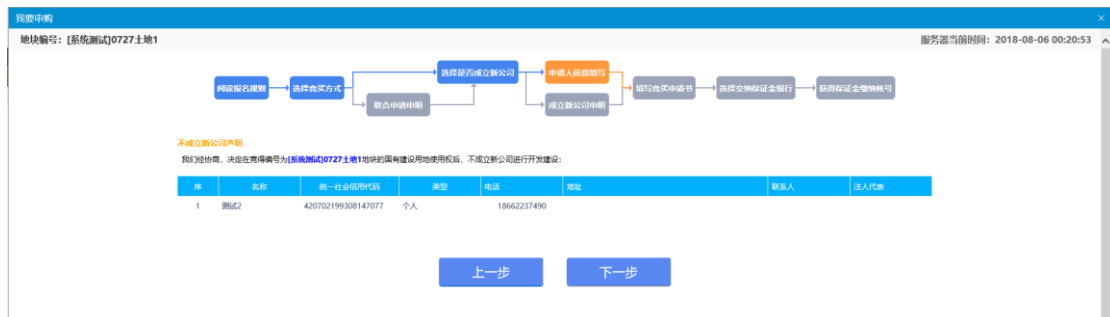 我要申购
×
地块编号：[系统测试]0727土地1
服务器当前时间：2018-08-06 00:20:53
选择是否成立新公司
申请人信息填写
阅读报名规则
选择竞买方式
填写竞买申请书
选择交纳保证金银行
获得保证金缴纳帐号
联合申请申明
成立新公司申明
不成立新公司声明
我们经协商、决定在竞得编号为[系统测试]0727土地1地块的国有建设用地使用权后、不成立新公司进行开发建设：
序 名称 统一社会信用代码 类型 电话 地址 联系人 法人代表
1 测试2 420702199308147077 个人 18662237490
上一步 下一步